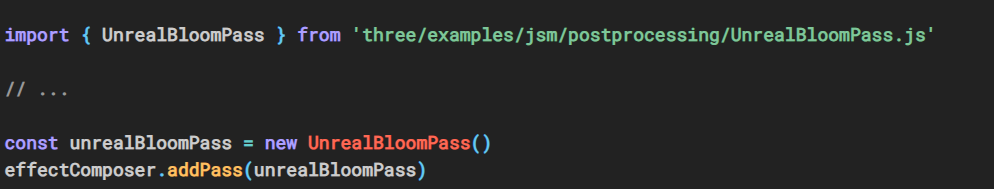 import { UnrealBloomPass } from 'three/examples/jsm/postprocessing/UnrealBloomPass.js'
// ...
const unrealBloomPass = new UnrealBloomPass()
effectComposer.addPass(unrealBloomPass)